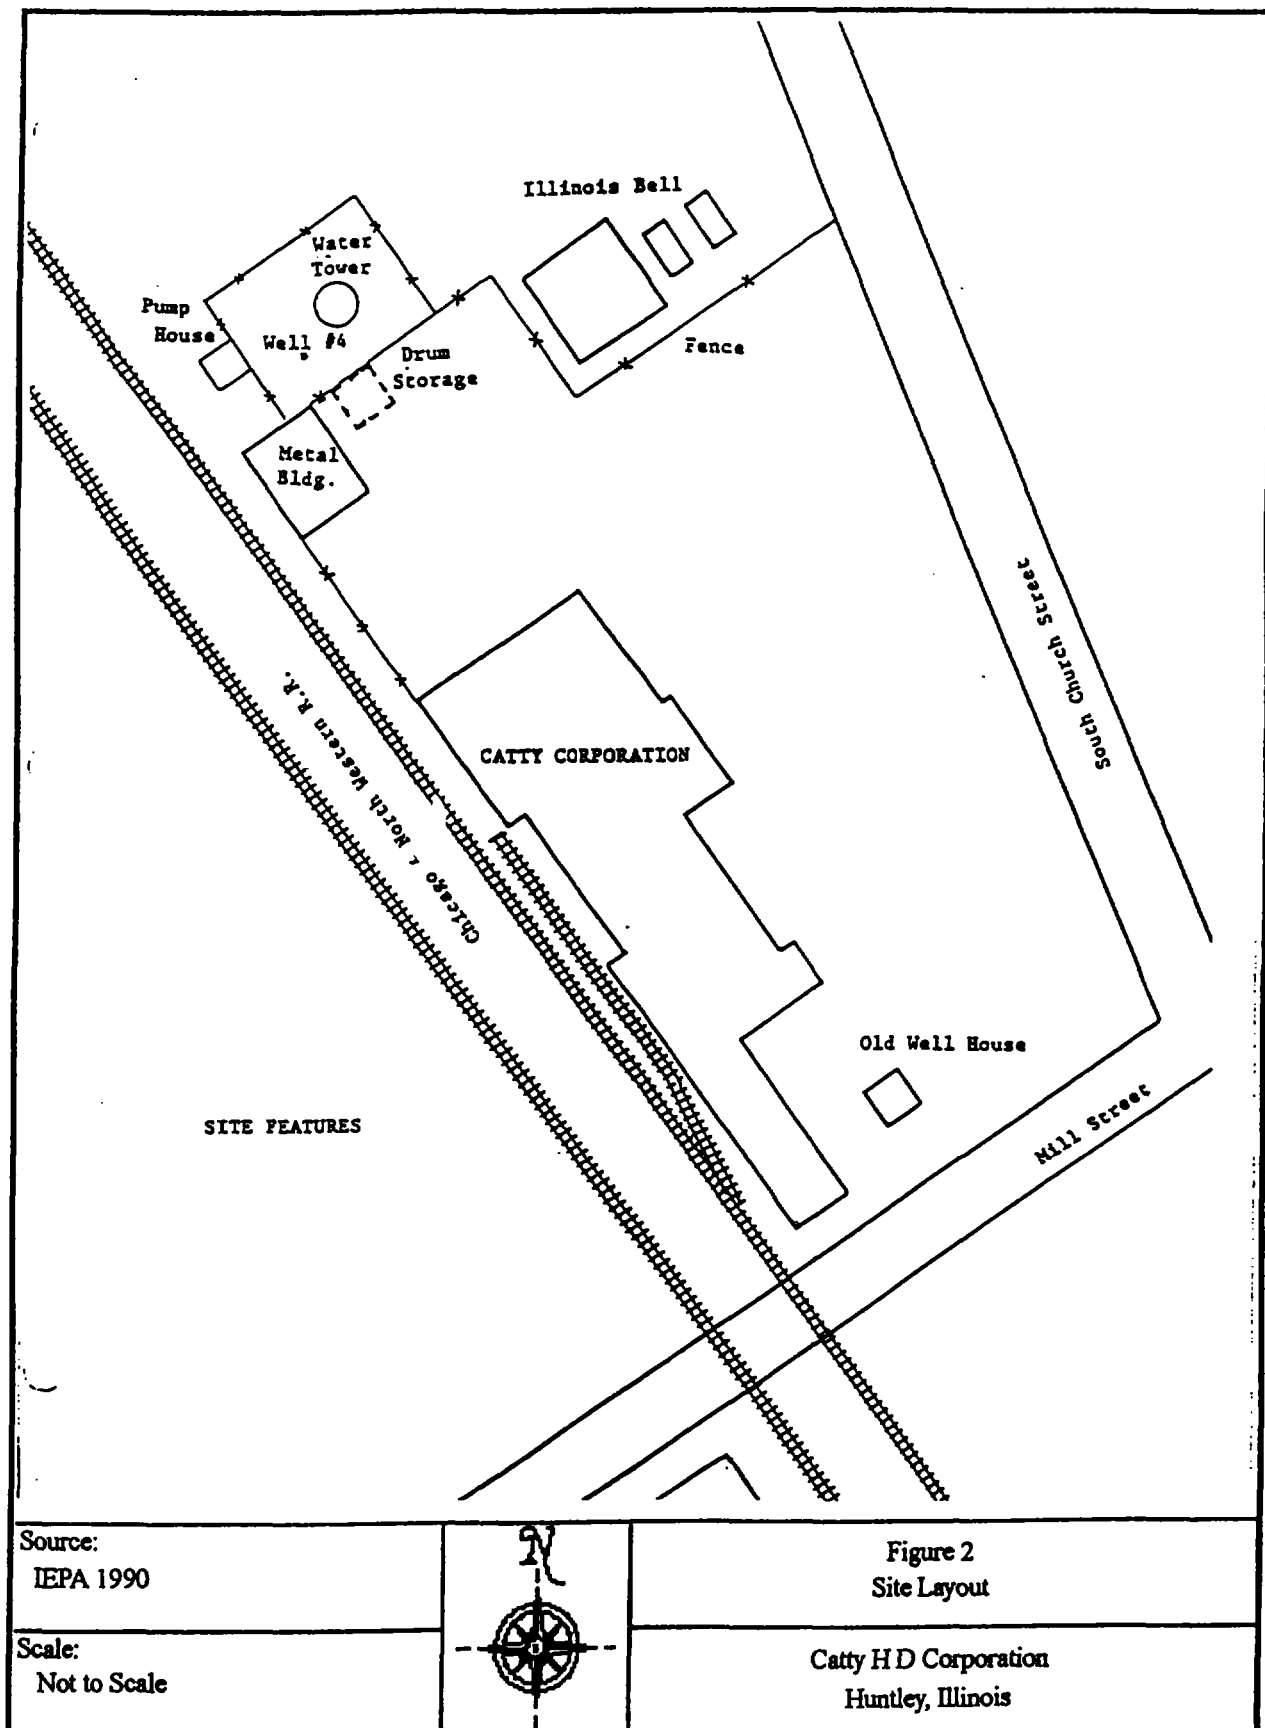 Illinois Bell
Water
Tower
Pump
House
Well #4
Drum
Storage
Fence
Metal
Bldg.
South Church Street
Chicago & North Western R.R.
CATTY CORPORATION
Old Well House
SITE FEATURES
Mill Street
Source:
IEPA 1990
N
Figure 2
Site Layout
Scale:
Not to Scale
Catty H D Corporation
Huntley, Illinois